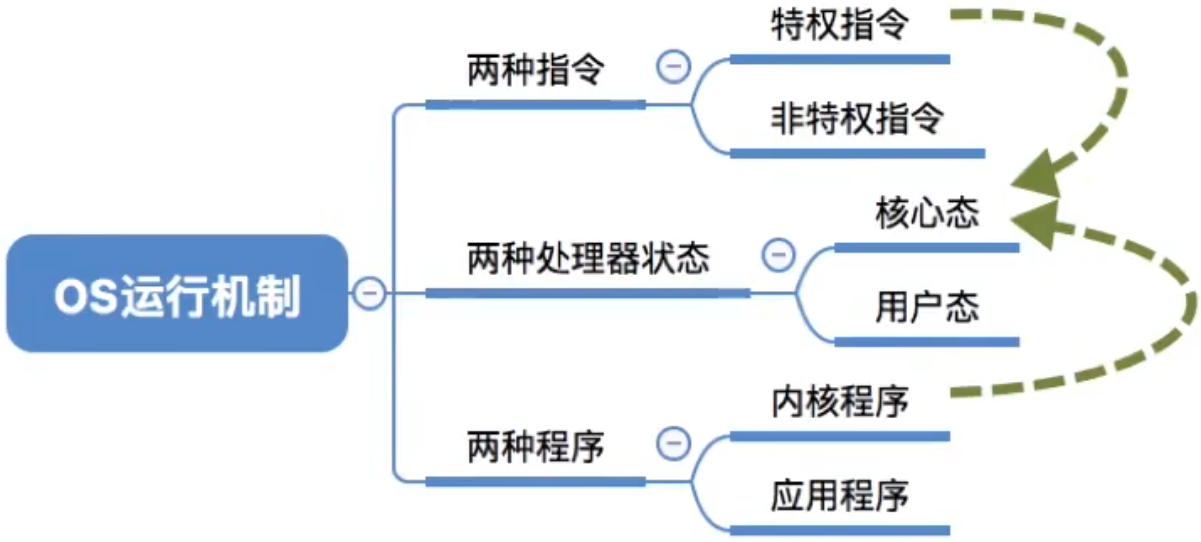 OS运行机制
两种指令
特权指令
非特权指令
两种处理器状态
核心态
用户态
两种程序
内核程序
应用程序